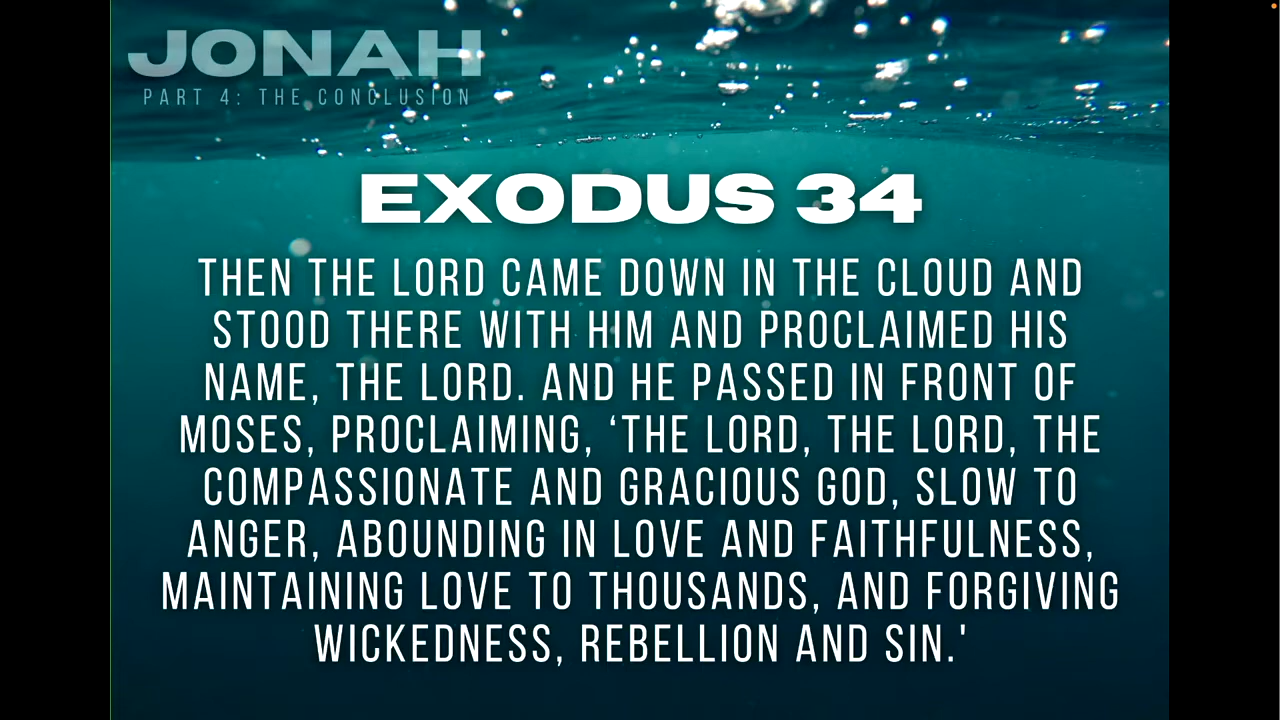 JONAH
PART 4: THE CONCLUSION
EXODUS 34
THEN THE LORD CAME DOWN IN THE CLOUD AND
STOOD THERE WITH HIM AND PROCLAIMED HIS
NAME, THE LORD. AND HE PASSED IN FRONT OF
MOSES, PROCLAIMING, ‘THE LORD, THE LORD, THE
COMPASSIONATE AND GRACIOUS GOD, SLOW TO
ANGER, ABOUNDING IN LOVE AND FAITHFULNESS,
MAINTAINING LOVE TO THOUSANDS, AND FORGIVING
WICKEDNESS, REBELLION AND SIN.'